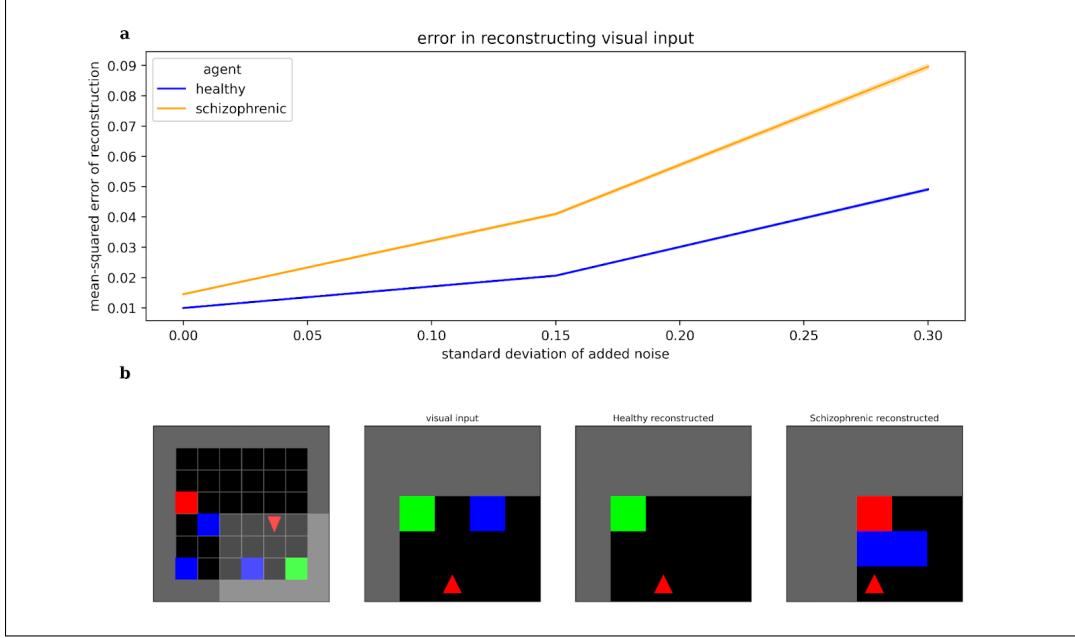 a
error in reconstructing visual input
agent
healthy
schizophrenic
mean-squared error of reconstruction
0.09
0.08
0.07
0.06
0.05
0.04
0.03
0.02
0.01
0.00 0.05 0.10 0.15 0.20 0.25 0.30
standard deviation of added noise
b
visual input Healthy reconstructed Schizophrenic reconstructed